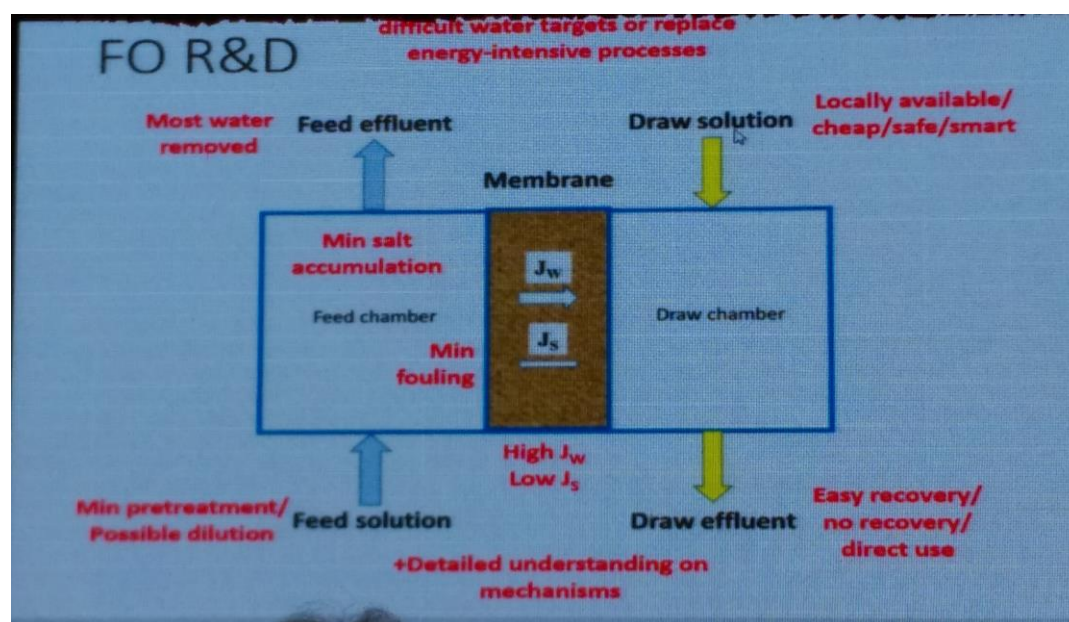 difficult water targets or replace
energy-intensive processes
FO R&D
Most water
removed
Feed effluent
Draw solution
Locally available/
cheap/safe/smart
Membrane
Min salt
accumulation
Jw
Feed chamber
Draw chamber
Js
Min
fouling
High Jw
Low Js
Min pretreatment/
Possible dilution
Feed solution
Draw effluent
Easy recovery/
no recovery/
direct use
+Detailed understanding on
mechanisms